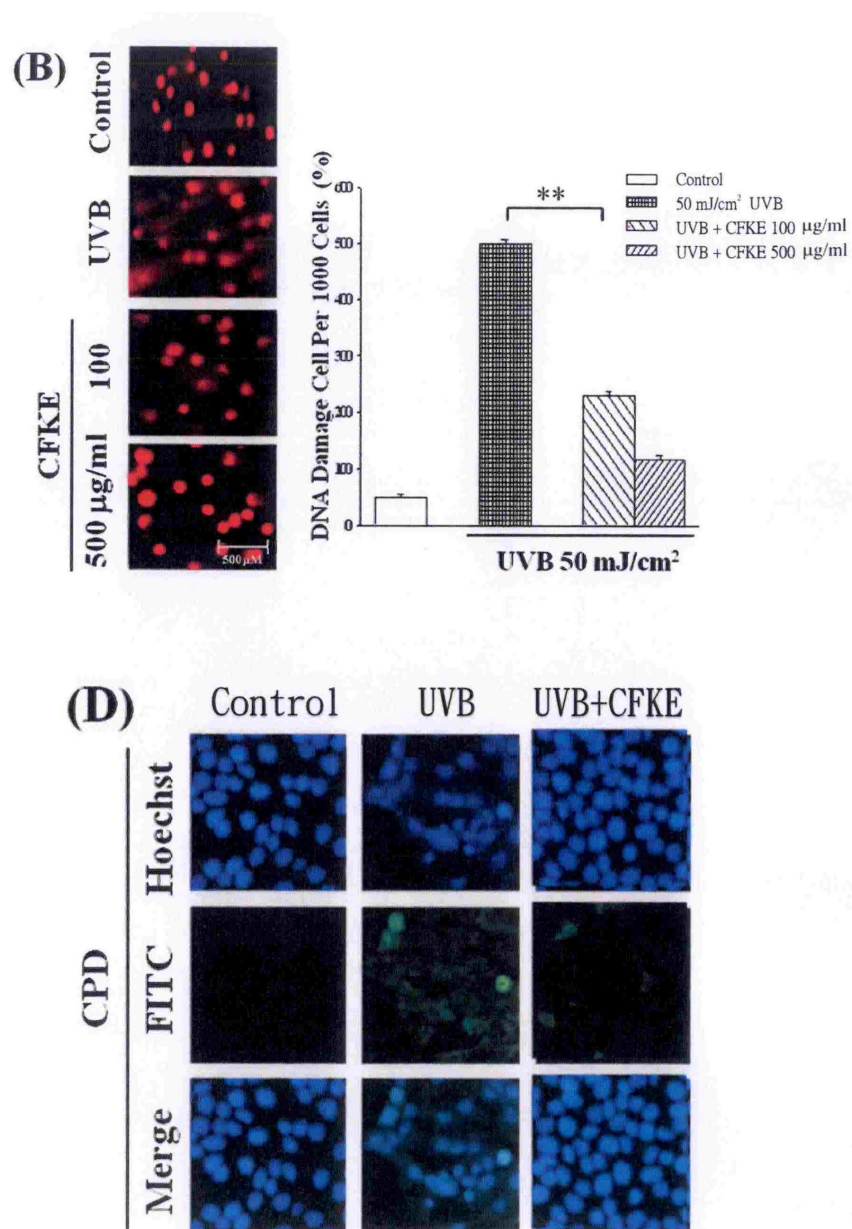 (B)
Control
UVB
CFKE
100
500 μg/ml
500 μM
DNA Damage Cell Per 1000 Cells (%)
600
500
400
300
200
100
0
**
Control
50 mJ/cm² UVB
UVB + CFKE 100 μg/ml
UVB + CFKE 500 μg/ml
UVB 50 mJ/cm²
(D)
Control UVB UVB+CFKE
CPD
Hoechst
FITC
Merge